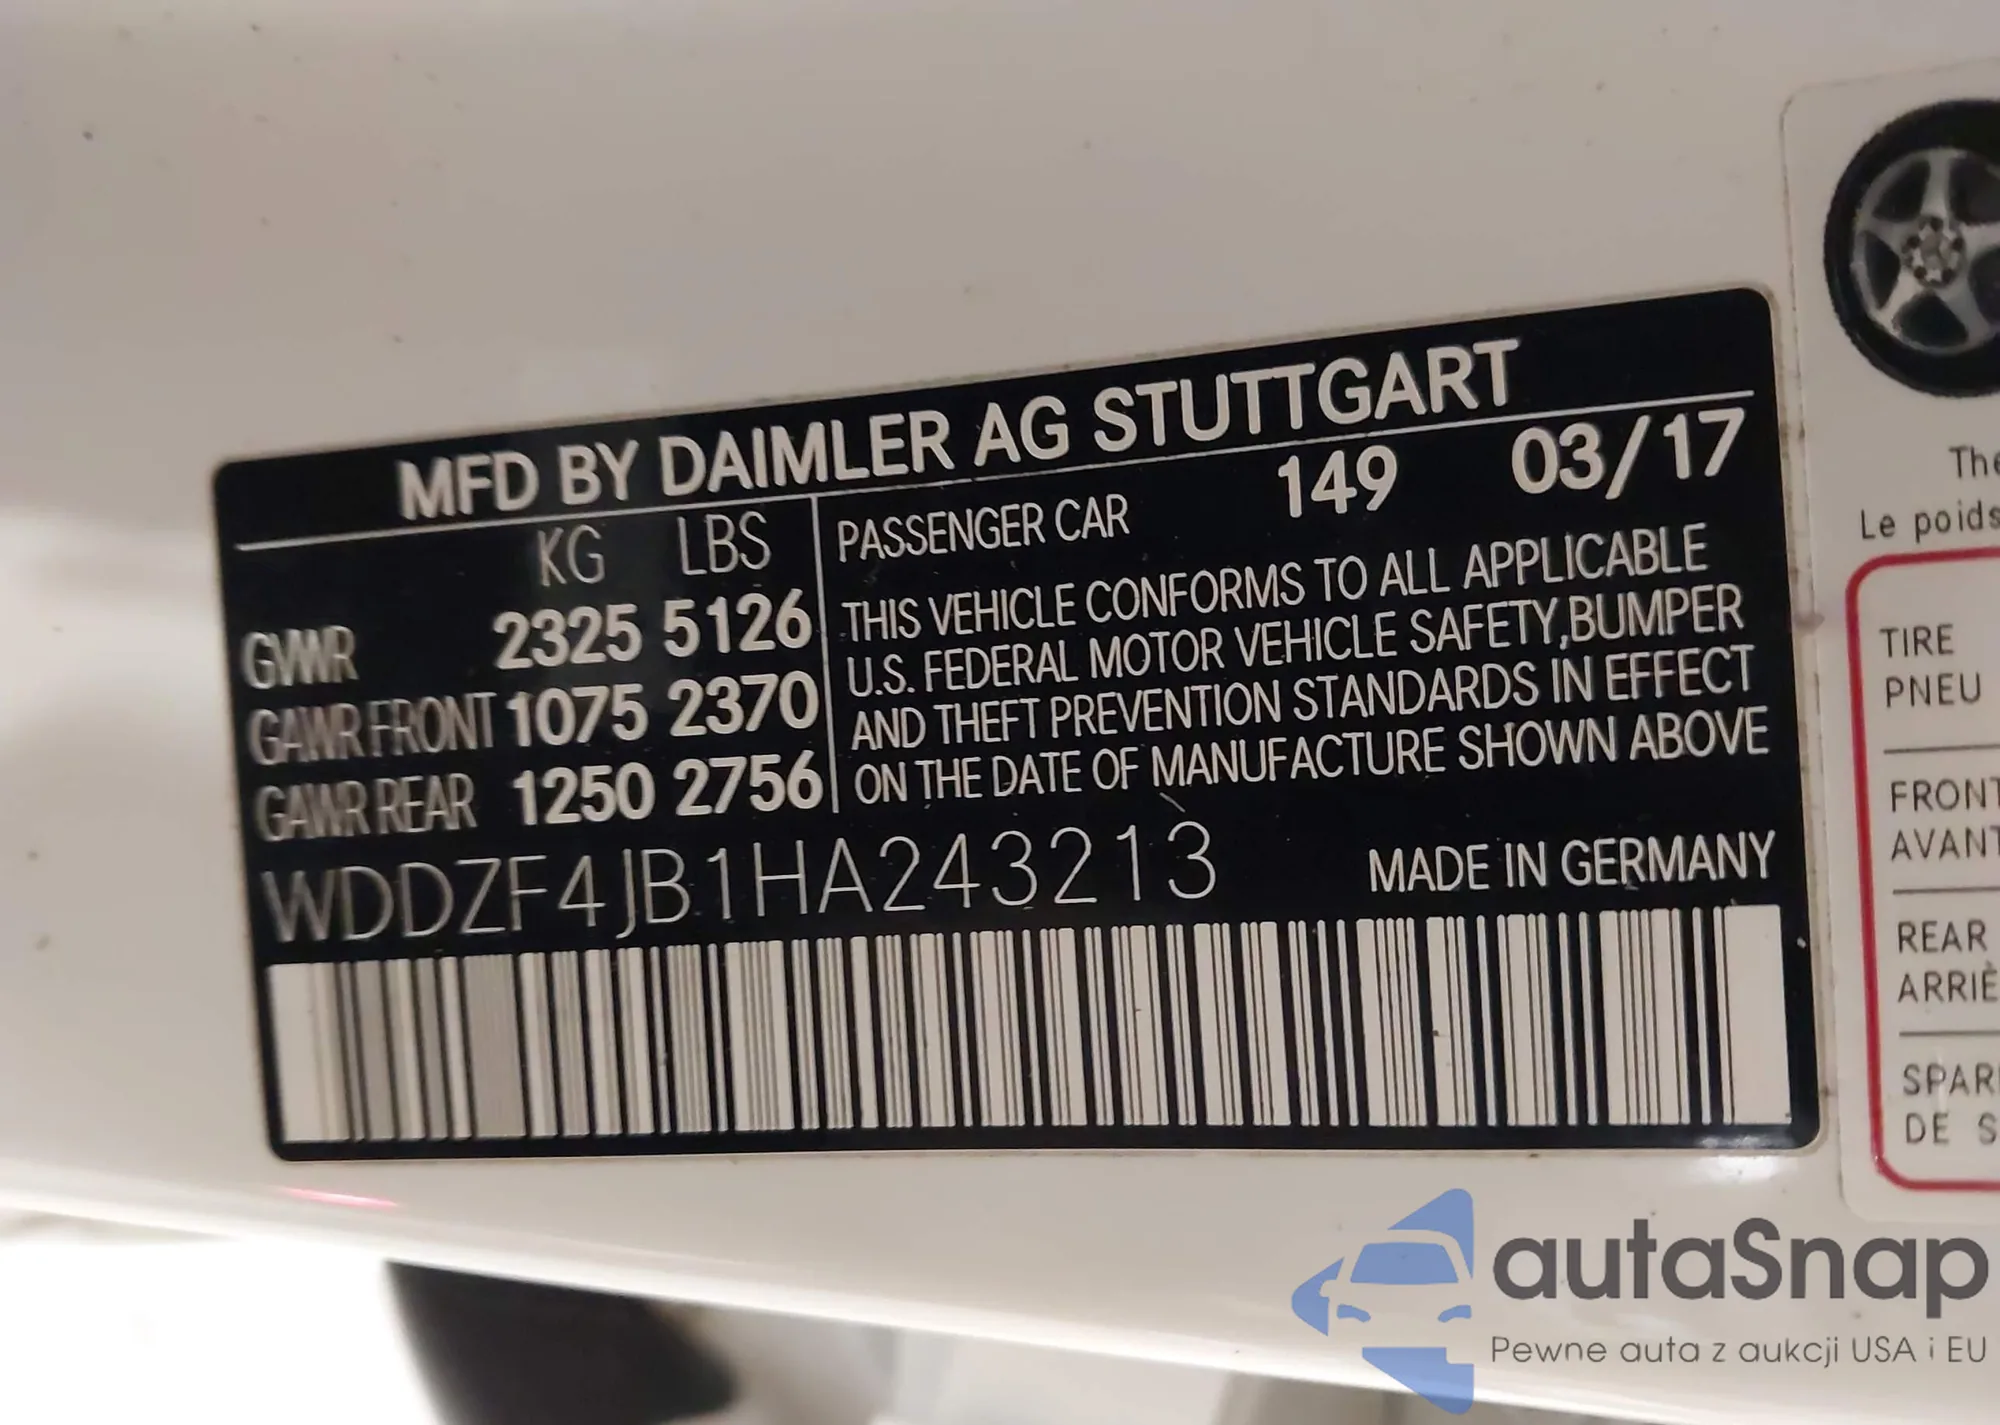 MFD BY DAIMLER AG STUTTGART
KG LBS
GVWR 2325 5126
GAWR FRONT 1075 2370
GAWR REAR 1250 2756
PASSENGER CAR 149 03/17
THIS VEHICLE CONFORMS TO ALL APPLICABLE
U.S. FEDERAL MOTOR VEHICLE SAFETY,BUMPER
AND THEFT PREVENTION STANDARDS IN EFFECT
ON THE DATE OF MANUFACTURE SHOWN ABOVE
WDDZF4JB1HA243213 MADE IN GERMANY
The
Le poids
TIRE
PNEU
FRONT
AVANT
REAR
ARRIÈ
SPAR
DE S
autaSnap
Pewne auta z aukcji USA i EU